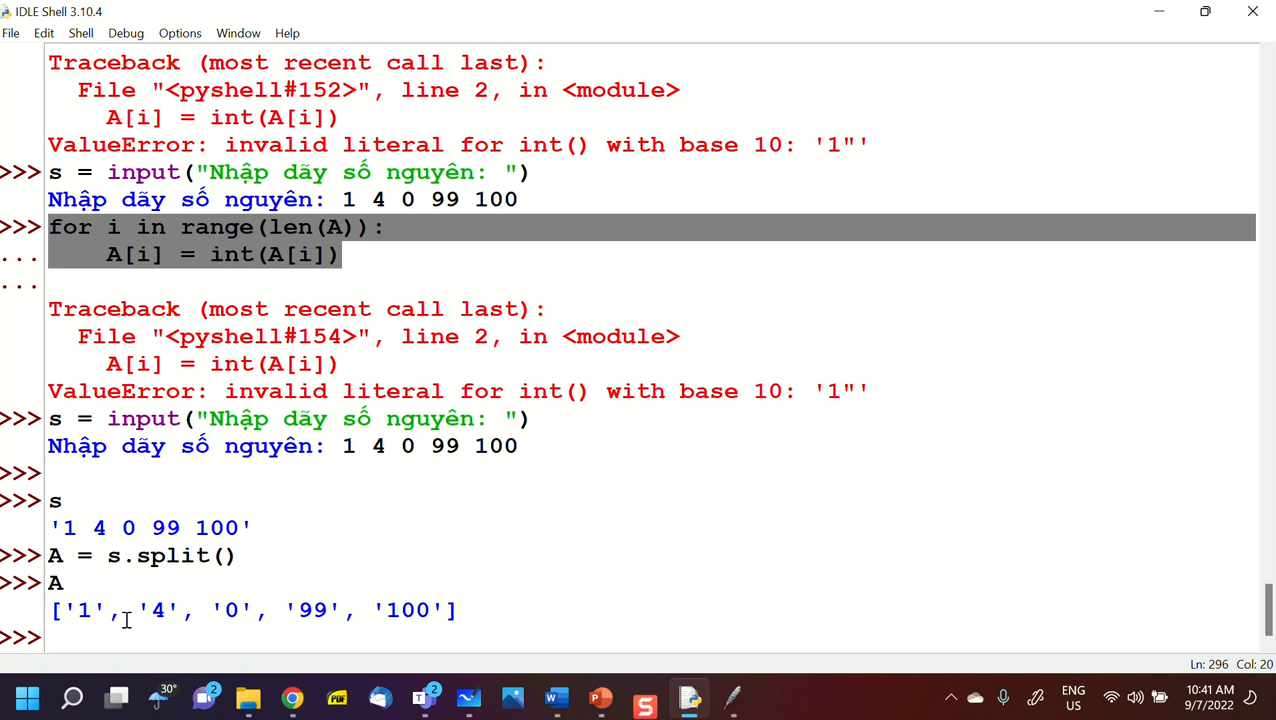 IDLE Shell 3.10.4
File Edit Shell Debug Options Window Help
Traceback (most recent call last):
File "<pyshell#152>", line 2, in <module>
A[i] = int(A[i])
ValueError: invalid literal for int() with base 10: '1"'
>>> s = input("Nhập dãy số nguyên: ")
Nhập dãy số nguyên: 1 4 0 99 100
>>> for i in range(len(A)):
... A[i] = int(A[i])
...
Traceback (most recent call last):
File "<pyshell#154>", line 2, in <module>
A[i] = int(A[i])
ValueError: invalid literal for int() with base 10: '1"'
>>> s = input("Nhập dãy số nguyên: ")
Nhập dãy số nguyên: 1 4 0 99 100
>>>
>>> s
'1 4 0 99 100'
>>> A = s.split()
>>> A
['1', '4', '0', '99', '100']
>>>
Ln: 296 Col: 20
30°
2
PDF
2
W
P
S
ENG
US
10:41 AM
9/7/2022